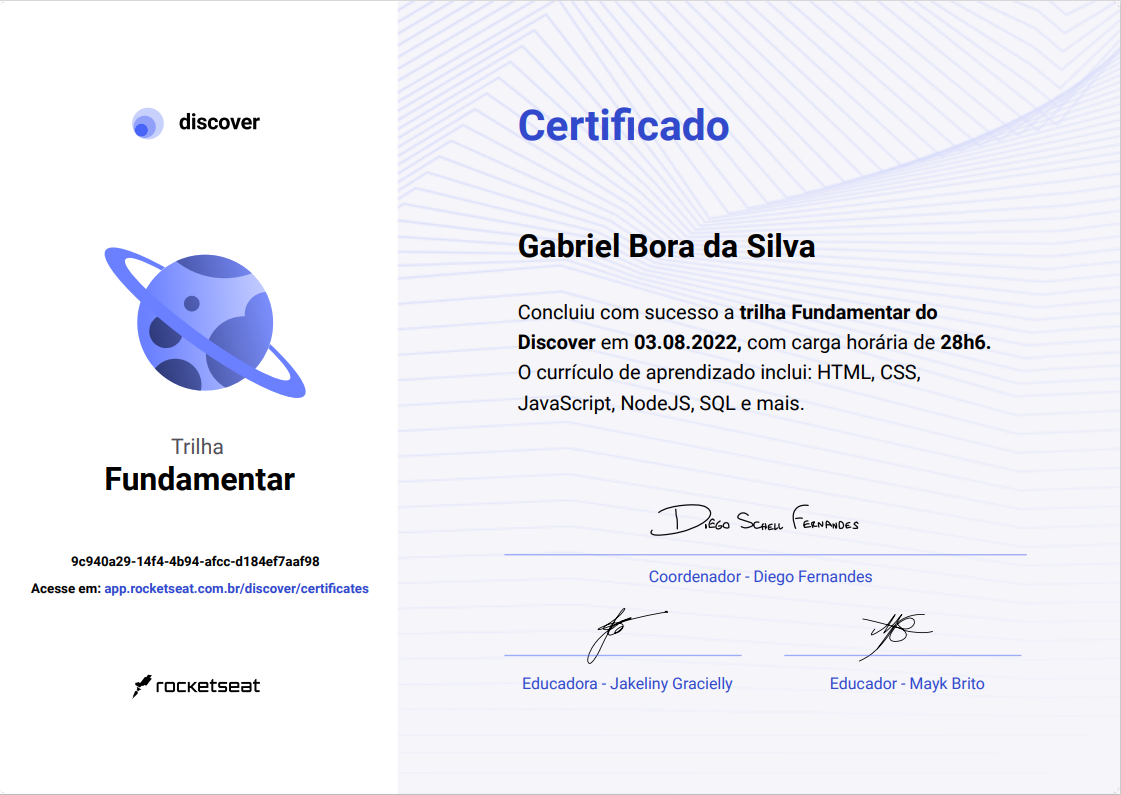 discover
Trilha
Fundamentar
9c940a29-14f4-4b94-afcc-d184ef7aaf98
Acesse em: app.rocketseat.com.br/discover/certificates
rocketseat
Certificado
Gabriel Bora da Silva
Concluiu com sucesso a trilha Fundamentar do
Discover em 03.08.2022, com carga horária de 28h6.
O currículo de aprendizado inclui: HTML, CSS,
JavaScript, NodeJS, SQL e mais.
Diego Schell Fernandes
Coordenador - Diego Fernandes
Educadora - Jakeliny Gracielly
Educador - Mayk Brito